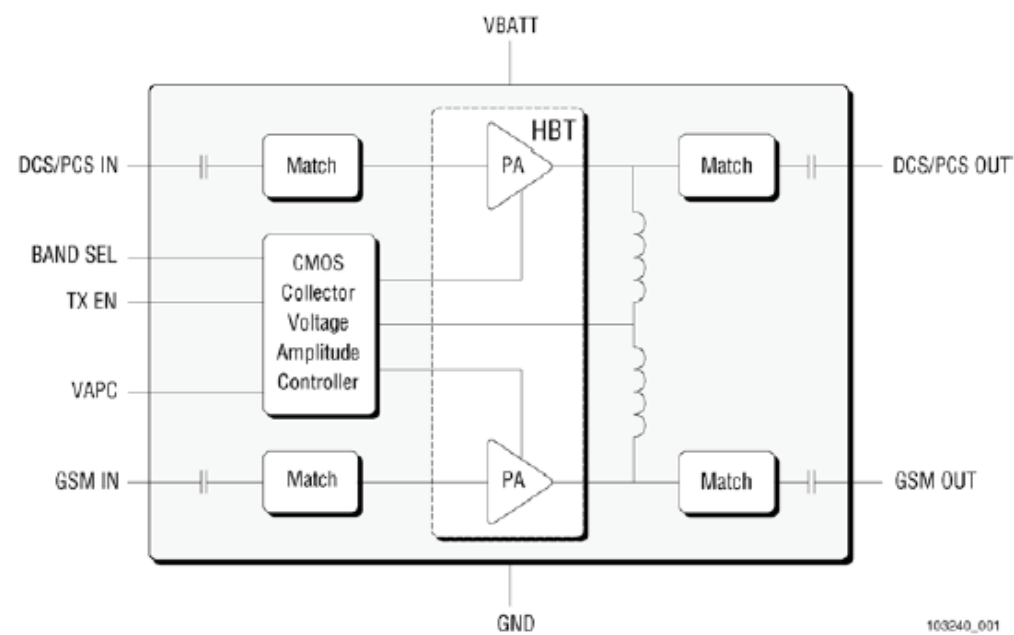 VBATT
HBT
DCS/PCS IN
Match
PA
Match
DCS/PCS OUT
BAND SEL
TX EN
VAPC
CMOS
Collector
Voltage
Amplitude
Controller
GSM IN
Match
PA
Match
GSM OUT
GND
103240_001